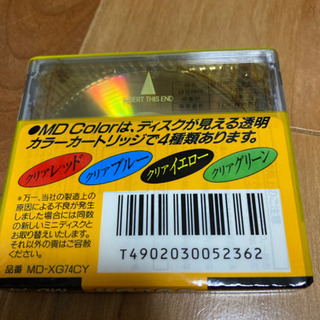 INSERT THIS END
●MD Colorは、ディスクが見える透明
カラーカートリッジで4種類あります。
クリアレッド
クリアブルー
クリアイエロー
クリアグリーン
※万一、当社の製造上の
原因による不良が発生
しました場合には同数
の新しいミニディスクと
お取り替えいたします。
それ以外の責はご容赦
ください。
品番 MD-XG74CY
T4902030052362